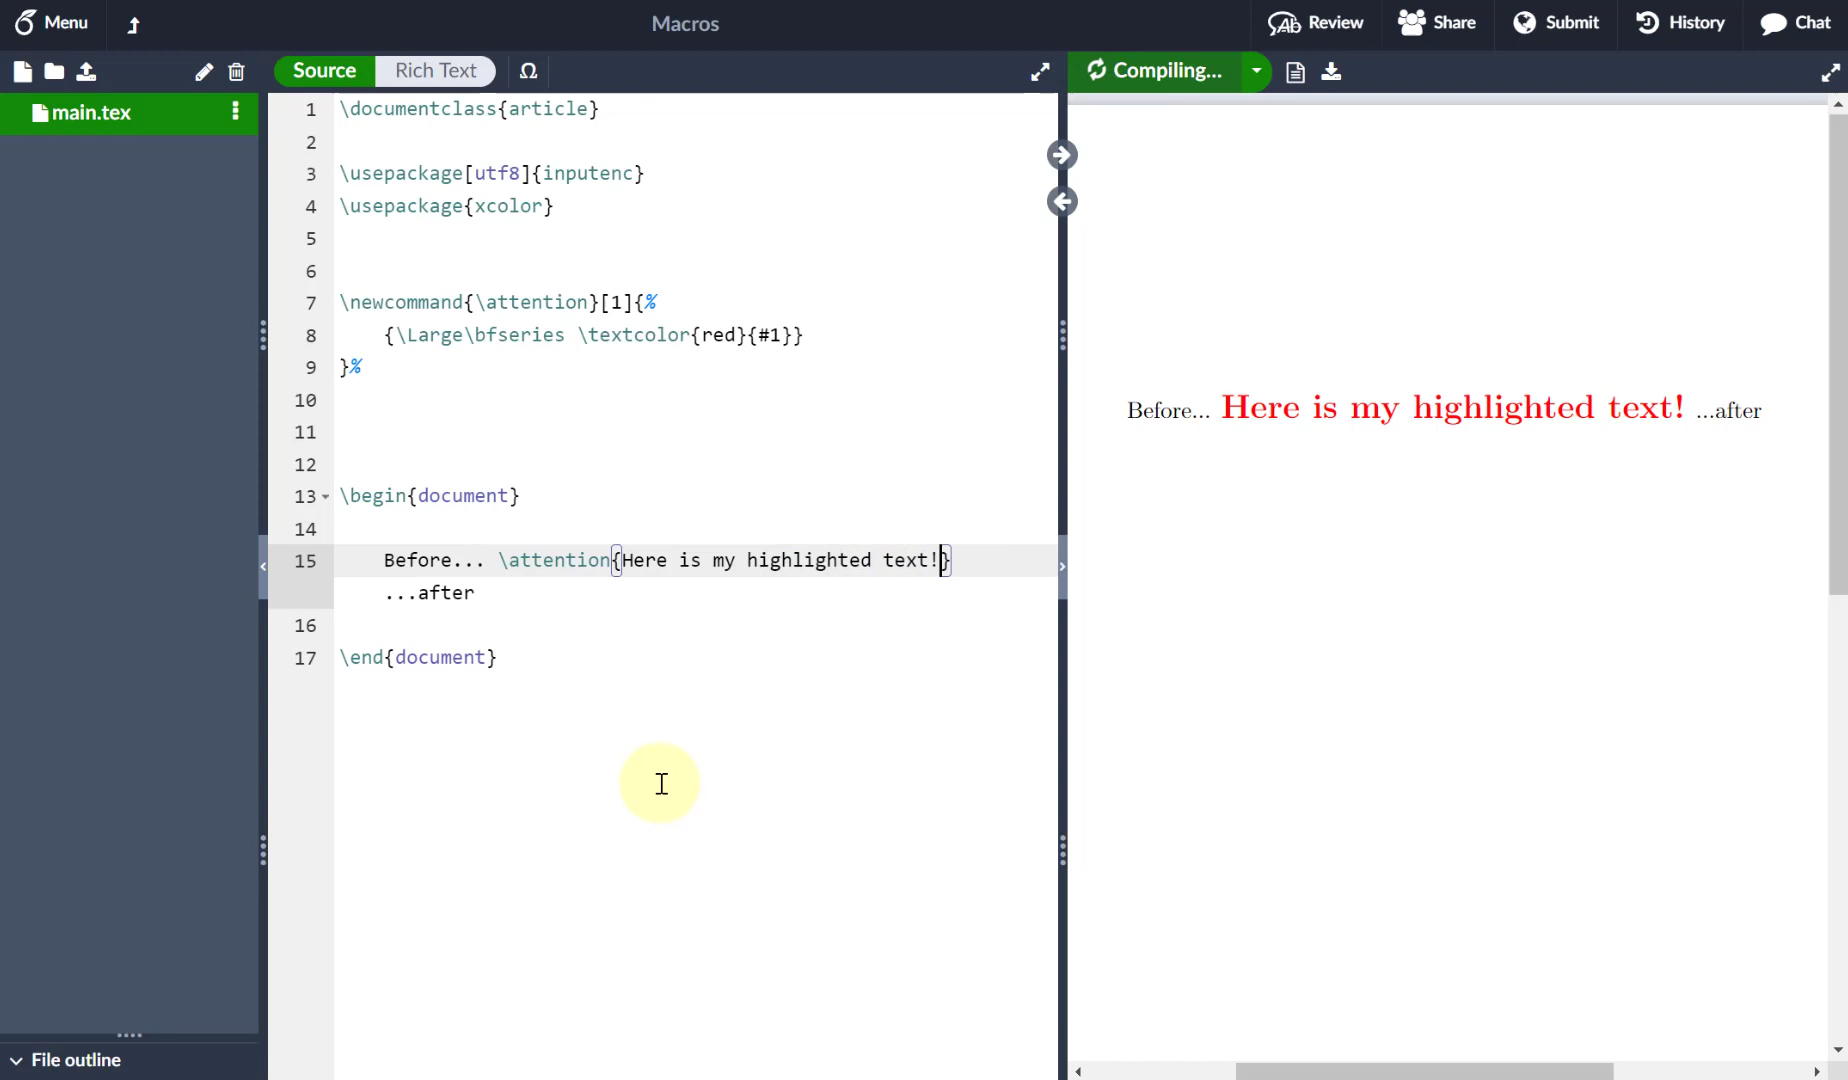 Menu
Macros
Review
Share
Submit
History
Chat
Source
Rich Text
Ω
Compiling...
main.tex
1 \documentclass{article}
2
3 \usepackage[utf8]{inputenc}
4 \usepackage{xcolor}
5
6
7 \newcommand{\attention}[1]{%
8 {\Large\bfseries \textcolor{red}{#1}}
9 }%
10
11
12
13 \begin{document}
14
15 Before... \attention{Here is my highlighted text!}
...after
16
17 \end{document}
Before... Here is my highlighted text! ...after
File outline